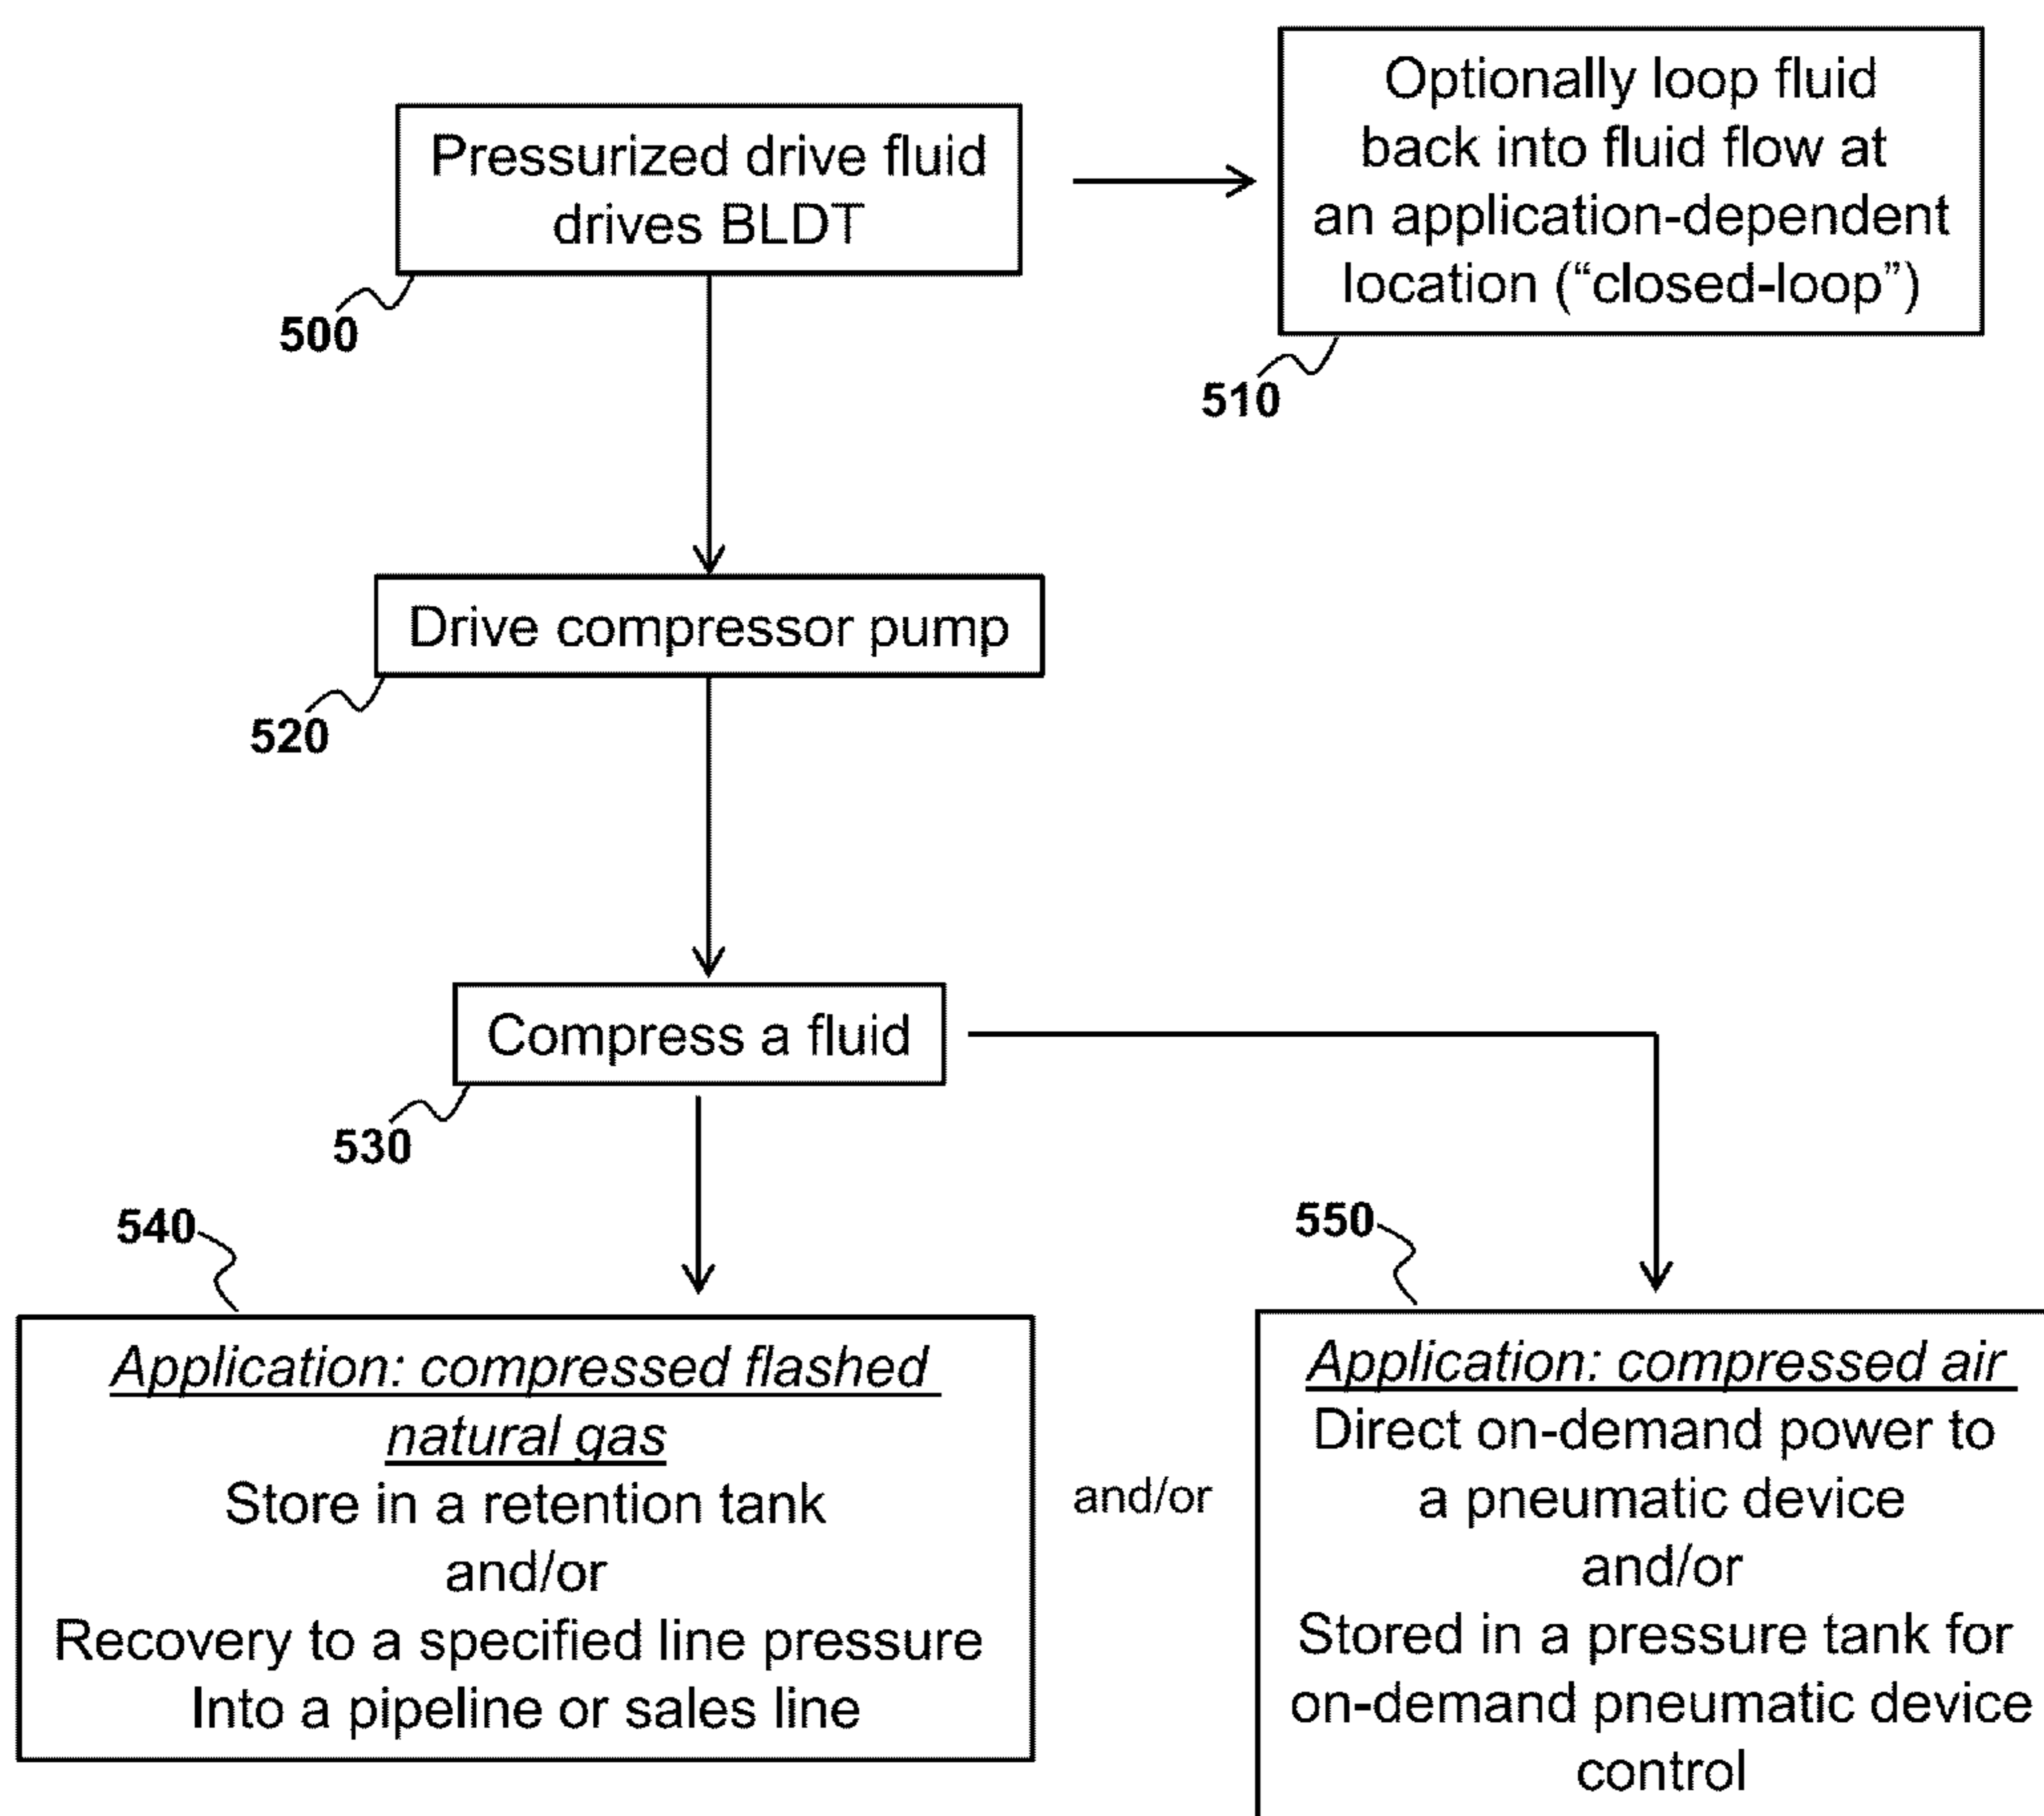 Pressurized drive fluid
drives BLDT
500
Optionally loop fluid
back into fluid flow at
an application-dependent
location (“closed-loop”)
510
Drive compressor pump
520
Compress a fluid
530
540
Application: compressed flashed
natural gas
Store in a retention tank
and/or
Recovery to a specified line pressure
Into a pipeline or sales line
and/or
550
Application: compressed air
Direct on-demand power to
a pneumatic device
and/or
Stored in a pressure tank for
on-demand pneumatic device
control